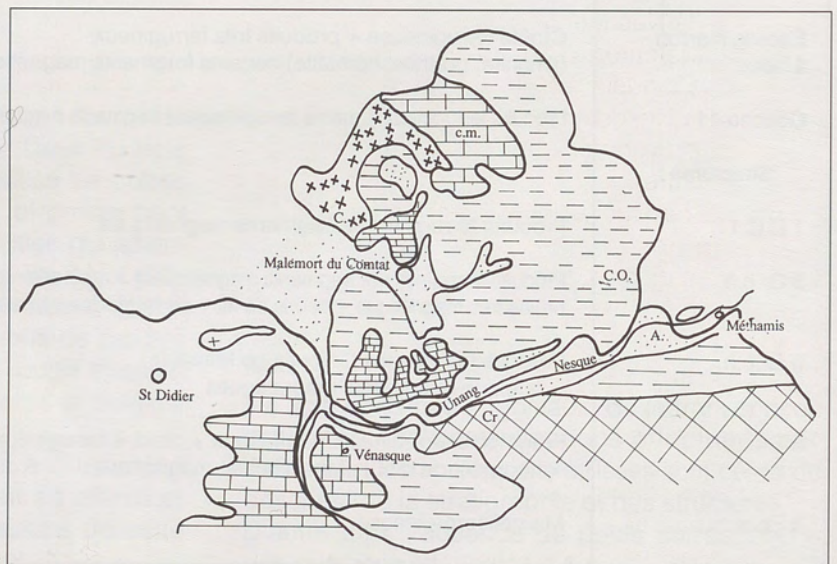 c.m.
C.
Malemort du Comtat
C.O.
Méthamis
A.
Nesque
St Didier
Unang
Cr
Vénasque